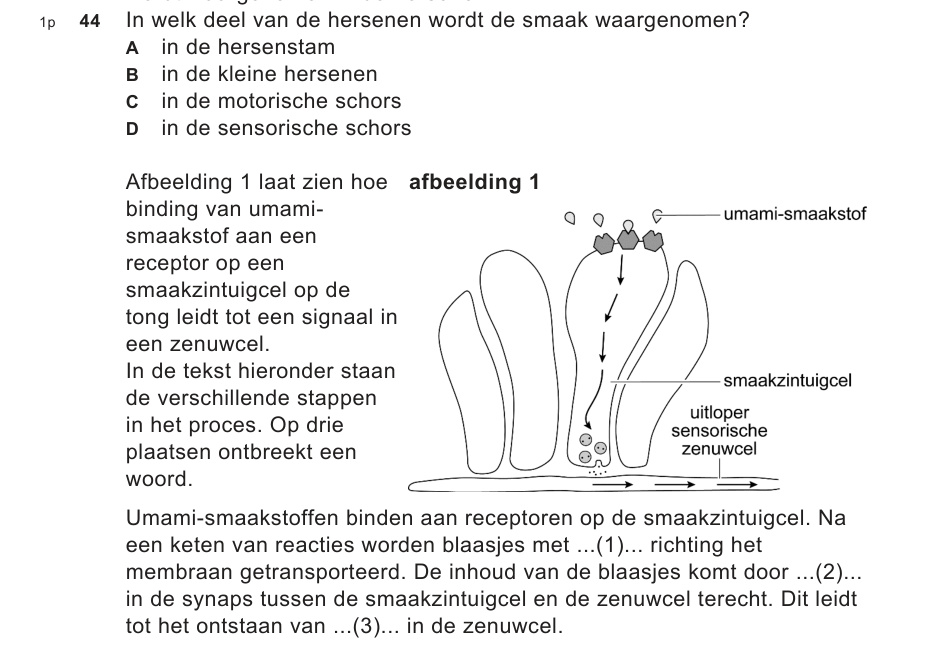 1p 44 In welk deel van de hersenen wordt de smaak waargenomen?
A in de hersenstam
B in de kleine hersenen
C in de motorische schors
D in de sensorische schors
Afbeelding 1 laat zien hoe
binding van umami-
smaakstof aan een
receptor op een
smaakzintuigcel op de
tong leidt tot een signaal in
een zenuwcel.
In de tekst hieronder staan
de verschillende stappen
in het proces. Op drie
plaatsen ontbreekt een
woord.
afbeelding 1
umami-smaakstof
smaakzintuigcel
uitloper
sensorische
zenuwcel
Umami-smaakstoffen binden aan receptoren op de smaakzintuigcel. Na
een keten van reacties worden blaasjes met ...(1)... richting het
membraan getransporteerd. De inhoud van de blaasjes komt door ...(2)...
in de synaps tussen de smaakzintuigcel en de zenuwcel terecht. Dit leidt
tot het ontstaan van ...(3)... in de zenuwcel.